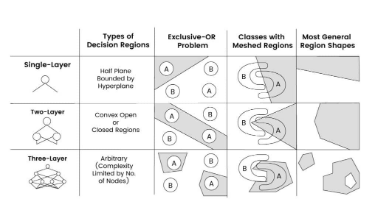 Types of
Decision Regions
Exclusive-OR
Problem
Classes with
Meshed Regions
Most General
Region Shapes
Single-Layer
Half Plane
Bounded by
Hyperplane
A
B
B
A
B
A
Two-Layer
Convex Open
or
Closed Regions
A
B
B
A
B
A
Three-Layer
Arbitrary
(Complexity
Limited by No.
of Nodes)
A
B
B
A
B
A